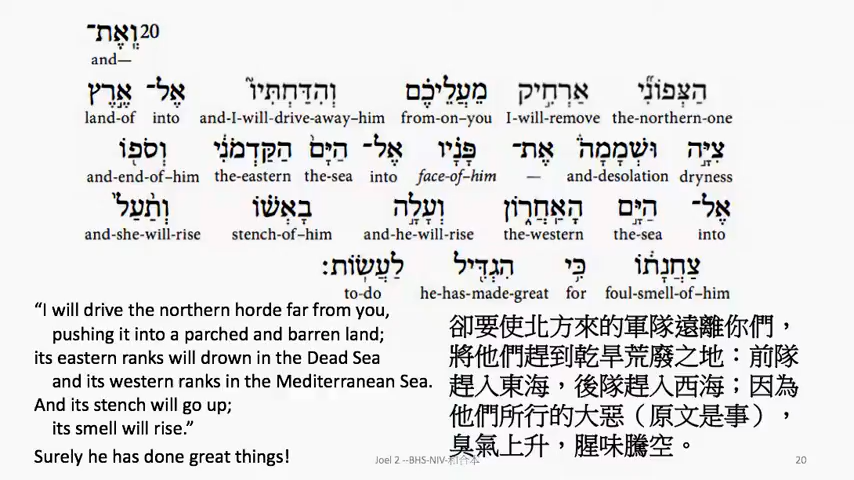 20 וְֽאֶת־
and—
הַצְּפוֹנִ֞י אַרְחִ֣יק מֵעֲלֵיכֶ֗ם וְהִדַּחְתִּיו֮ אֶל־ אֶ֣רֶץ
land-of into and-I-will-drive-away–him from-on–you I-will-remove the-northern-one
צִיָּ֣ה וּשְׁמָמָה֒ אֶת־ פָּנָ֗יו אֶל־ הַיָּם֙ הַקַּדְמֹנִ֔י וְסֹפ֖וֹ
and-end-of–him the-eastern the-sea into face-of–him — and-desolation dryness
אֶל־ הַיָּ֣ם הָאַֽחֲר֑וֹן וְעָלָ֣ה בָאְשׁ֗וֹ וְתַ֙עַל֙
and-she-will-rise stench-of–him and-he-will-rise the-western the-sea into
צַחֲנָת֔וֹ כִּ֥י הִגְדִּ֖יל לַעֲשֽׂוֹת׃
to-do he-has-made-great for foul-smell-of–him
“I will drive the northern horde far from you,
pushing it into a parched and barren land;
its eastern ranks will drown in the Dead Sea
and its western ranks in the Mediterranean Sea.
And its stench will go up;
its smell will rise.”
Surely he has done great things!
卻要使北方來的軍隊遠離你們，
將他們趕到乾旱荒廢之地：前隊
趕入東海，後隊趕入西海；因為
他們所行的大惡（原文是事），
臭氣上升，腥味騰空。
Joel 2 --BHS-NIV-和合本
20